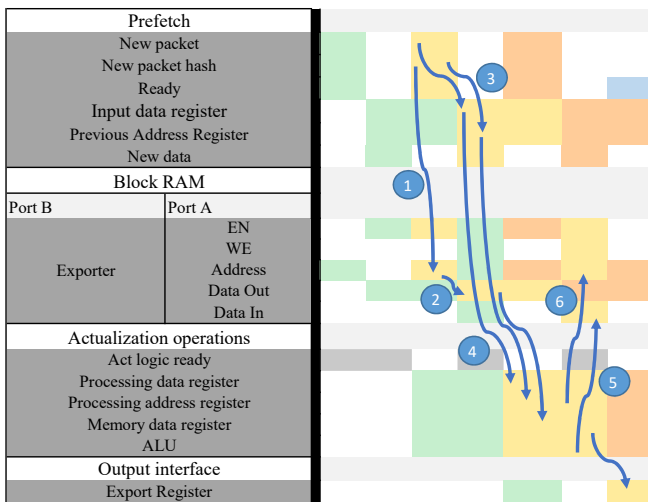 Prefetch
New packet
New packet hash
Ready
Input data register
Previous Address Register
New data
Block RAM
Port B
Port A
EN
WE
Exporter
Address
Data Out
Data In
Actualization operations
Act logic ready
Processing data register
Processing address register
Memory data register
ALU
Output interface
Export Register
3
1
2
6
4
5